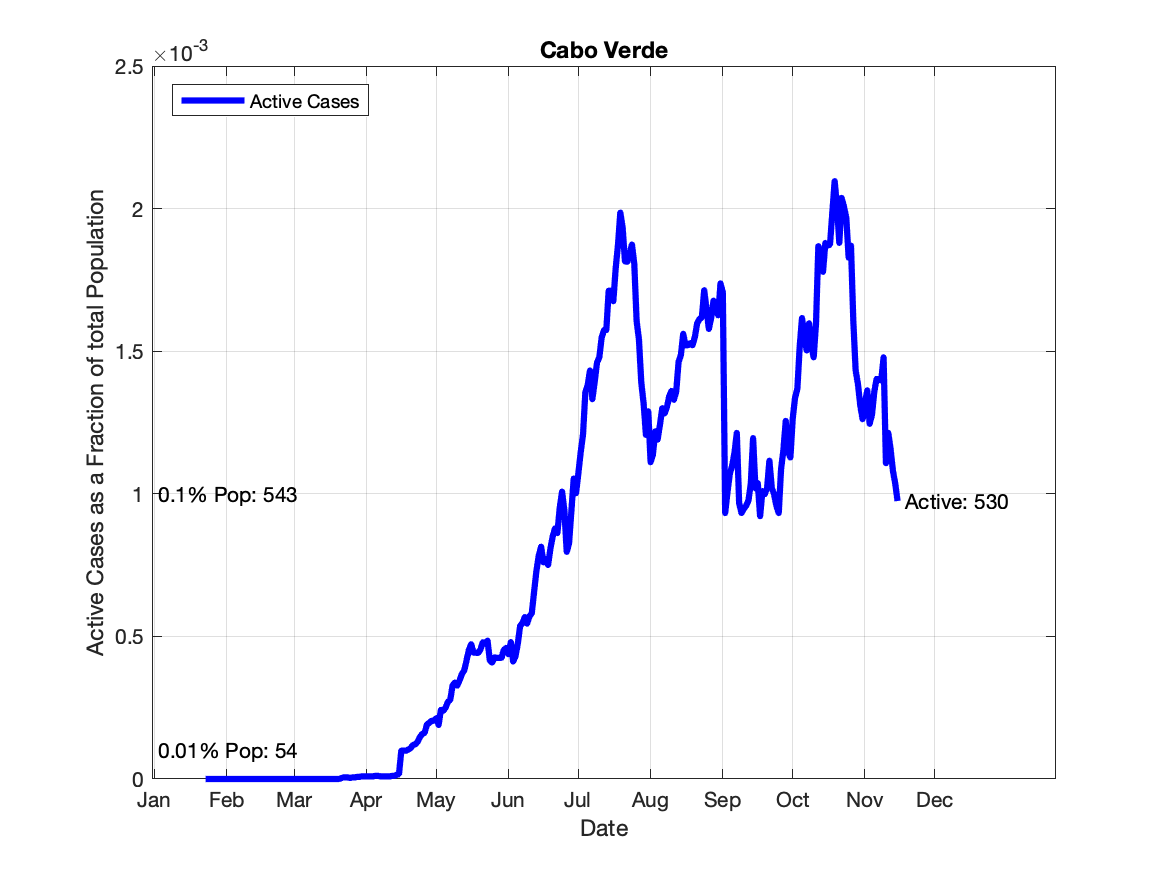 Cabo Verde
×10-3
Active Cases
2.5
2
1.5
1
0.5
0
Active Cases as a Fraction of total Population
0.1% Pop: 543
0.01% Pop: 54
Active: 530
Jan Feb Mar Apr May Jun Jul Aug Sep Oct Nov Dec
Date